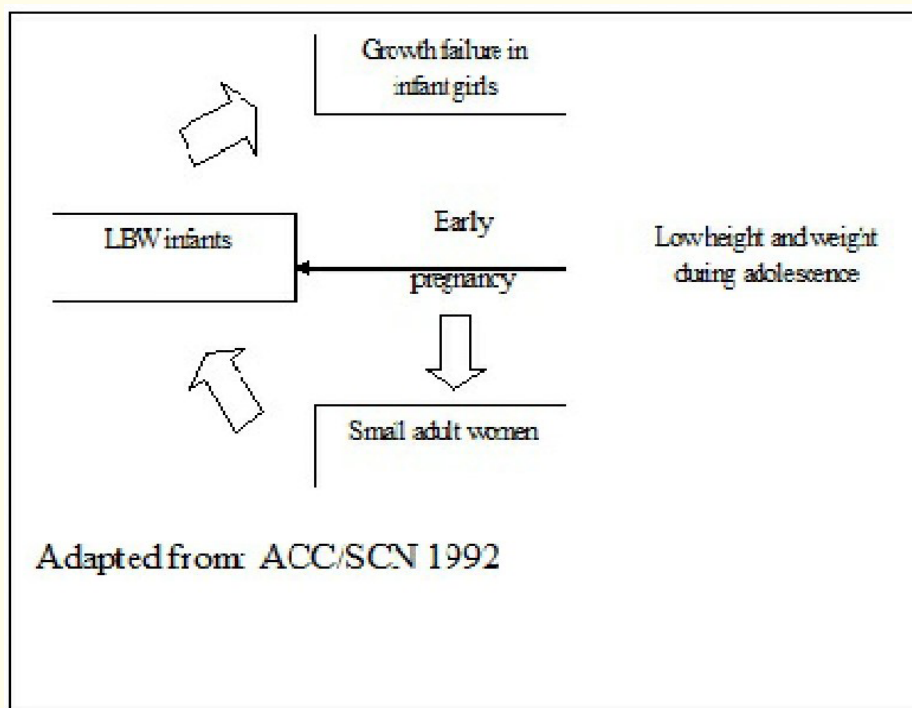 Growth failure in
infant girls
LBW infants
Early
pregnancy
Low height and weight
during adolescence
Small adult women
Adapted from: ACC/SCN 1992